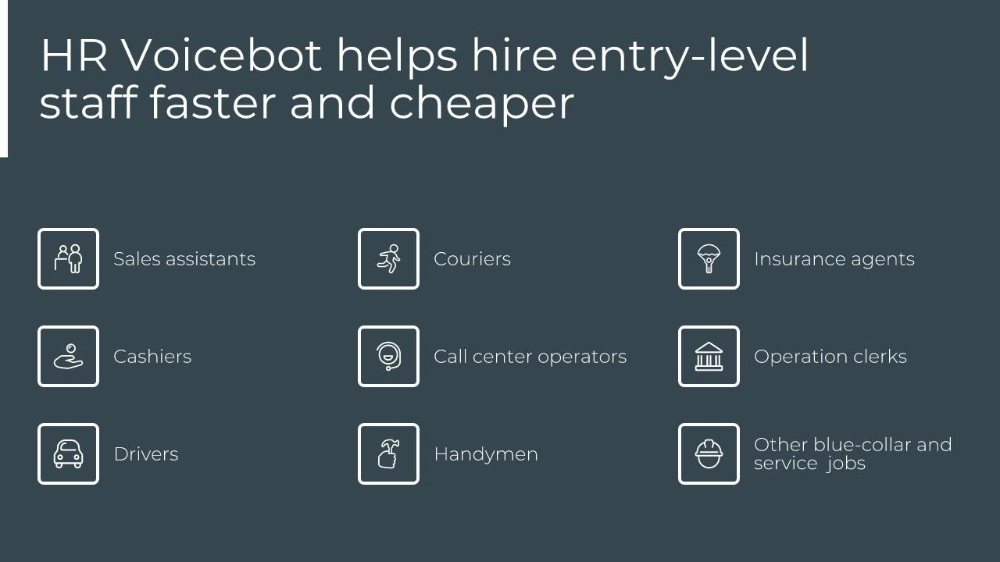 HR Voicebot helps hire entry-level
staff faster and cheaper
Sales assistants
Couriers
Insurance agents
Cashiers
Call center operators
Operation clerks
Drivers
Handymen
Other blue-collar and
service  jobs